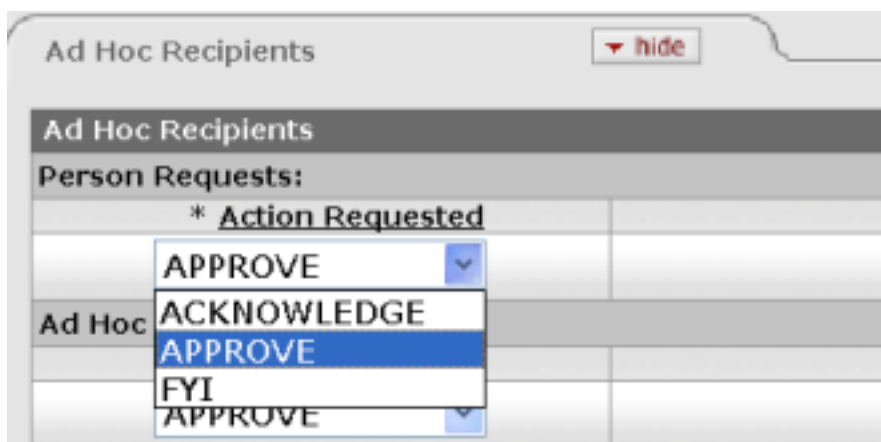 Ad Hoc Recipients
hide
Ad Hoc Recipients
Person Requests:
* Action Requested
APPROVE
ACKNOWLEDGE
Ad Hoc
APPROVE
FYI
APPROVE